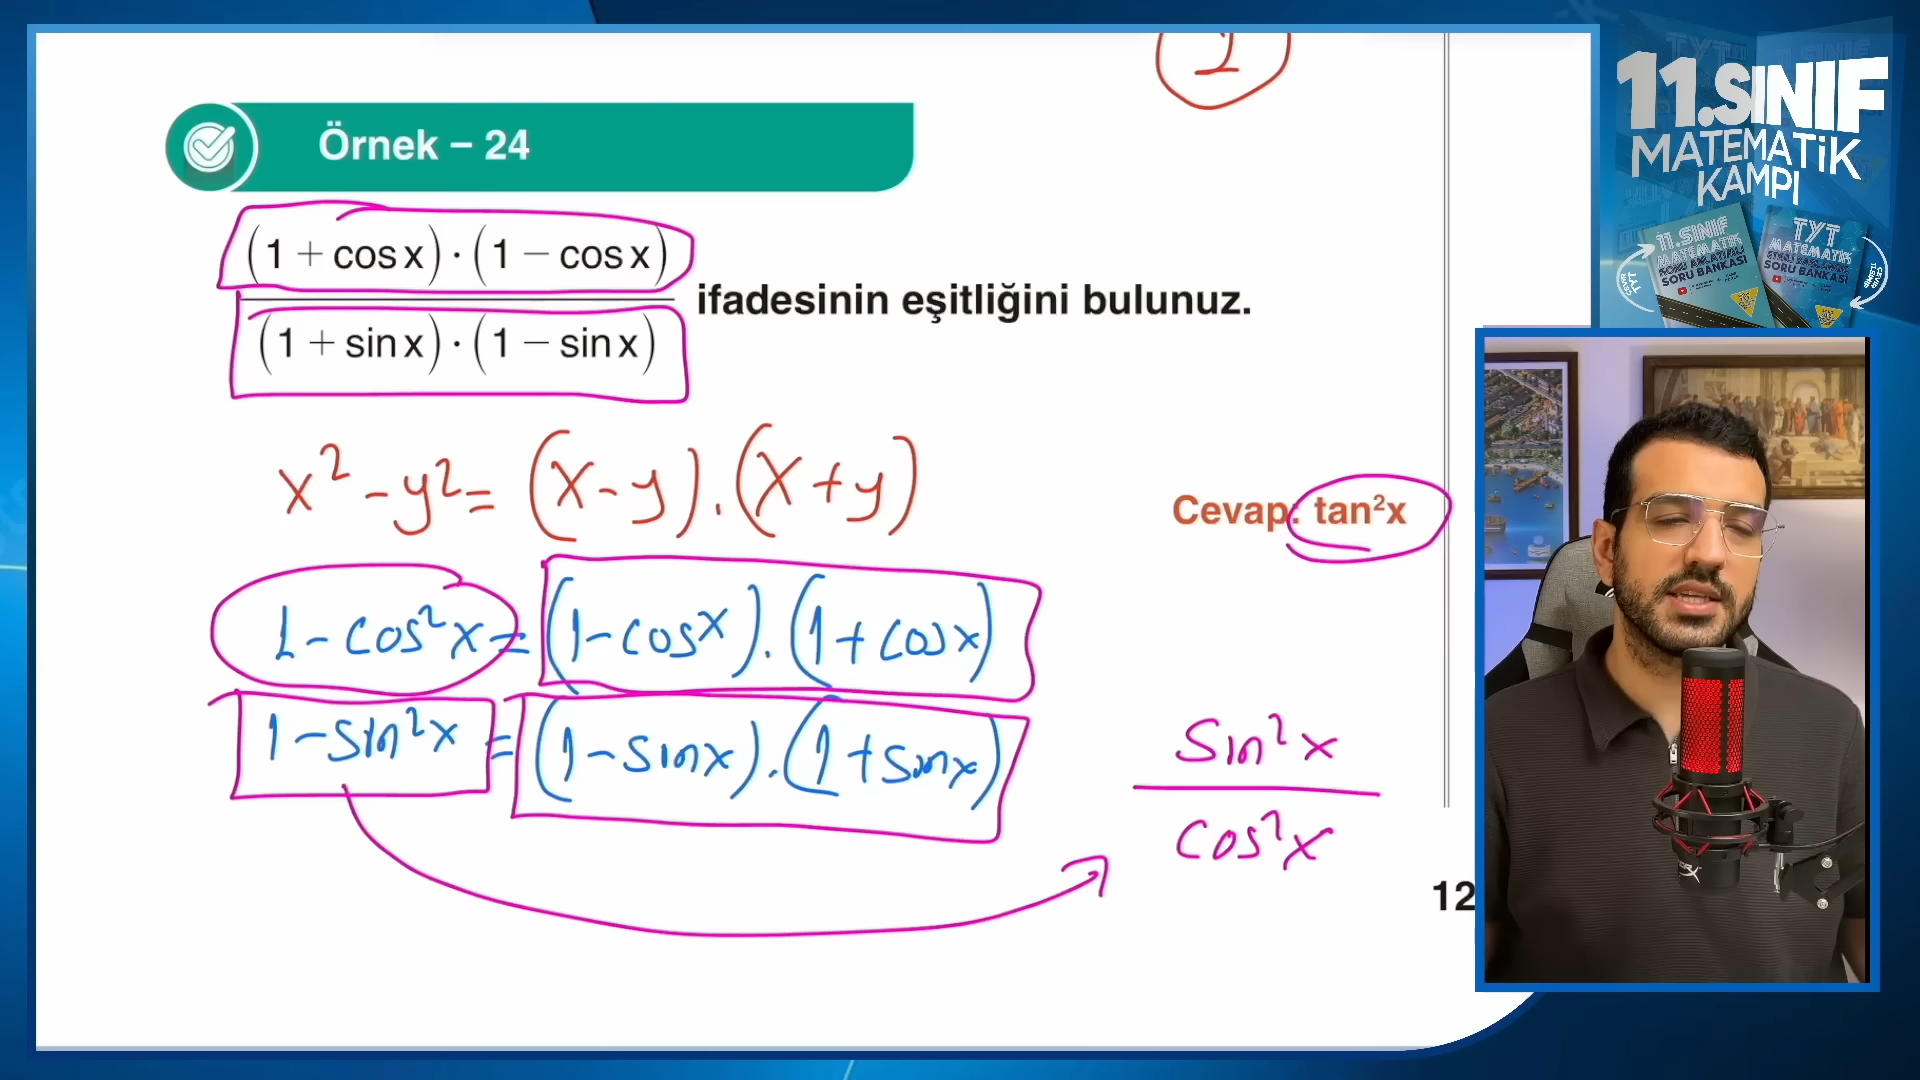 1
Örnek – 24
(1 + cos x) · (1 − cos x)
(1 + sin x) · (1 − sin x)
ifadesinin eşitliğini bulunuz.
x² - y² = (x-y).(x+y)
Cevap: tan²x
1 - cos²x = (1-cosx).(1+cosx)
1 - sin²x = (1-sinx).(1+sinx)
sin²x
cos²x
12
11.SINIF
MATEMATİK
KAMPI
11.SINIF
MATEMATİK
SORU BANKASI
TYT
MATEMATİK
SORU BANKASI